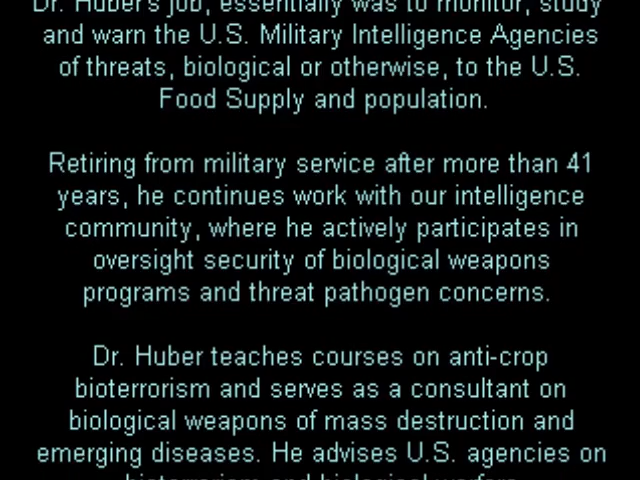 Dr. Huber's job, essentially was to monitor, study
and warn the U.S. Military Intelligence Agencies
of threats, biological or otherwise, to the U.S.
Food Supply and population.
Retiring from military service after more than 41
years, he continues work with our intelligence
community, where he actively participates in
oversight security of biological weapons
programs and threat pathogen concerns.
Dr. Huber teaches courses on anti-crop
bioterrorism and serves as a consultant on
biological weapons of mass destruction and
emerging diseases. He advises U.S. agencies on
bioterrorism and biological warfare